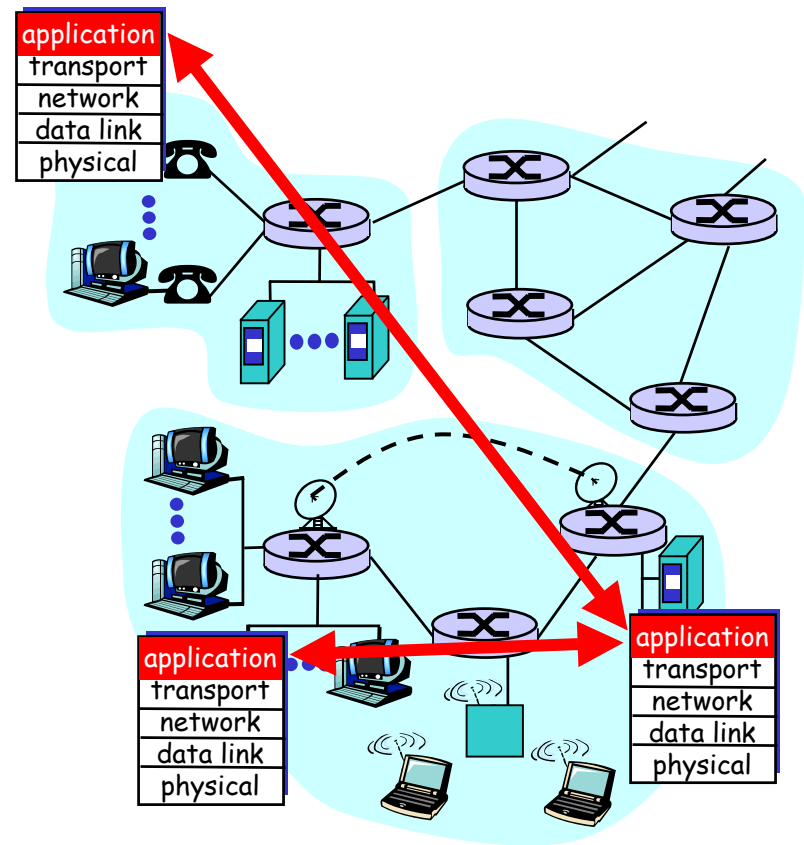 application
transport
network
data link
physical
application
transport
network
data link
physical
application
transport
network
data link
physical